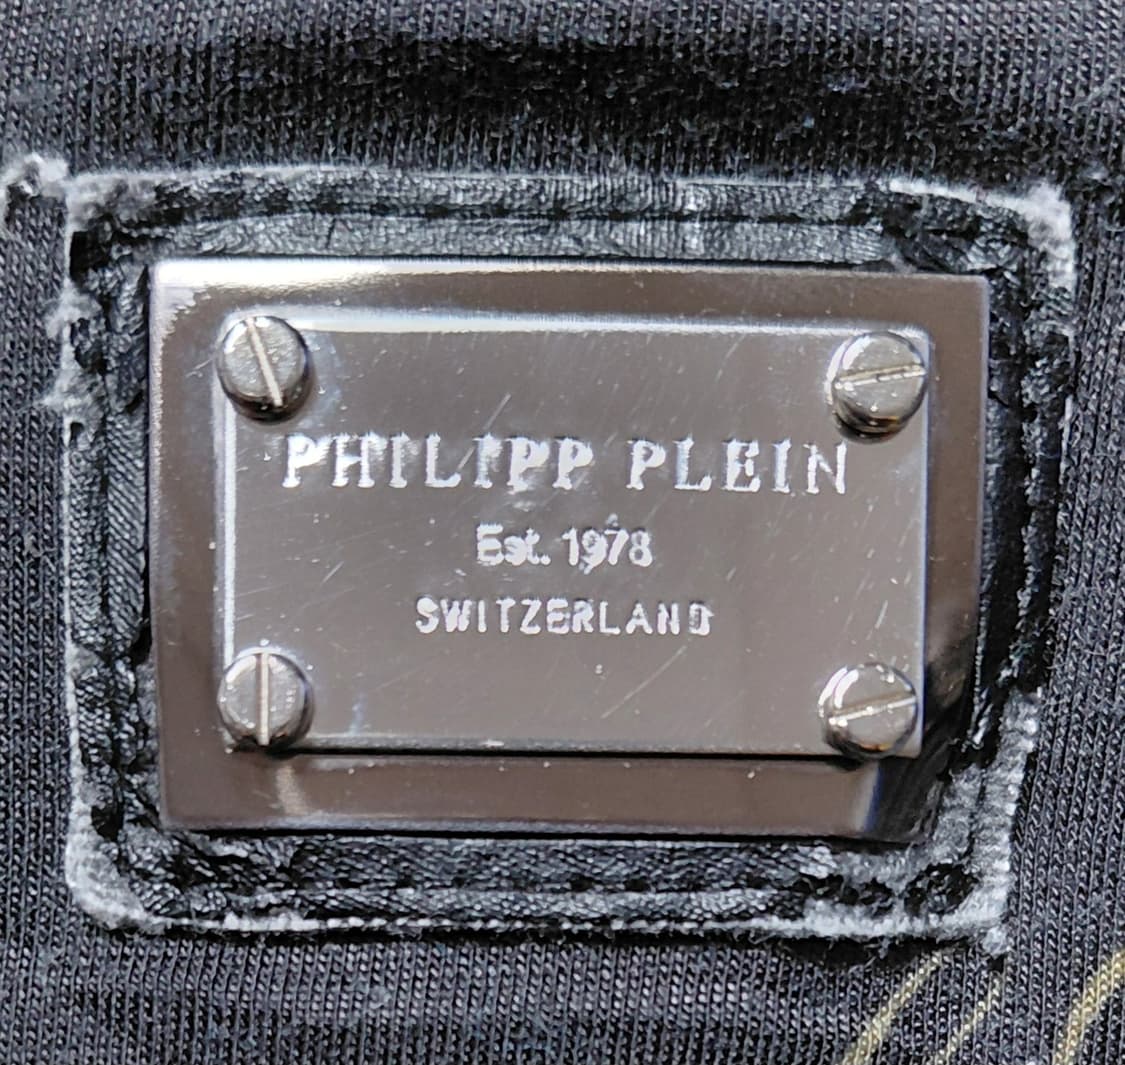 PHILIPP PLEIN
Est. 1978
SWITZERLAND